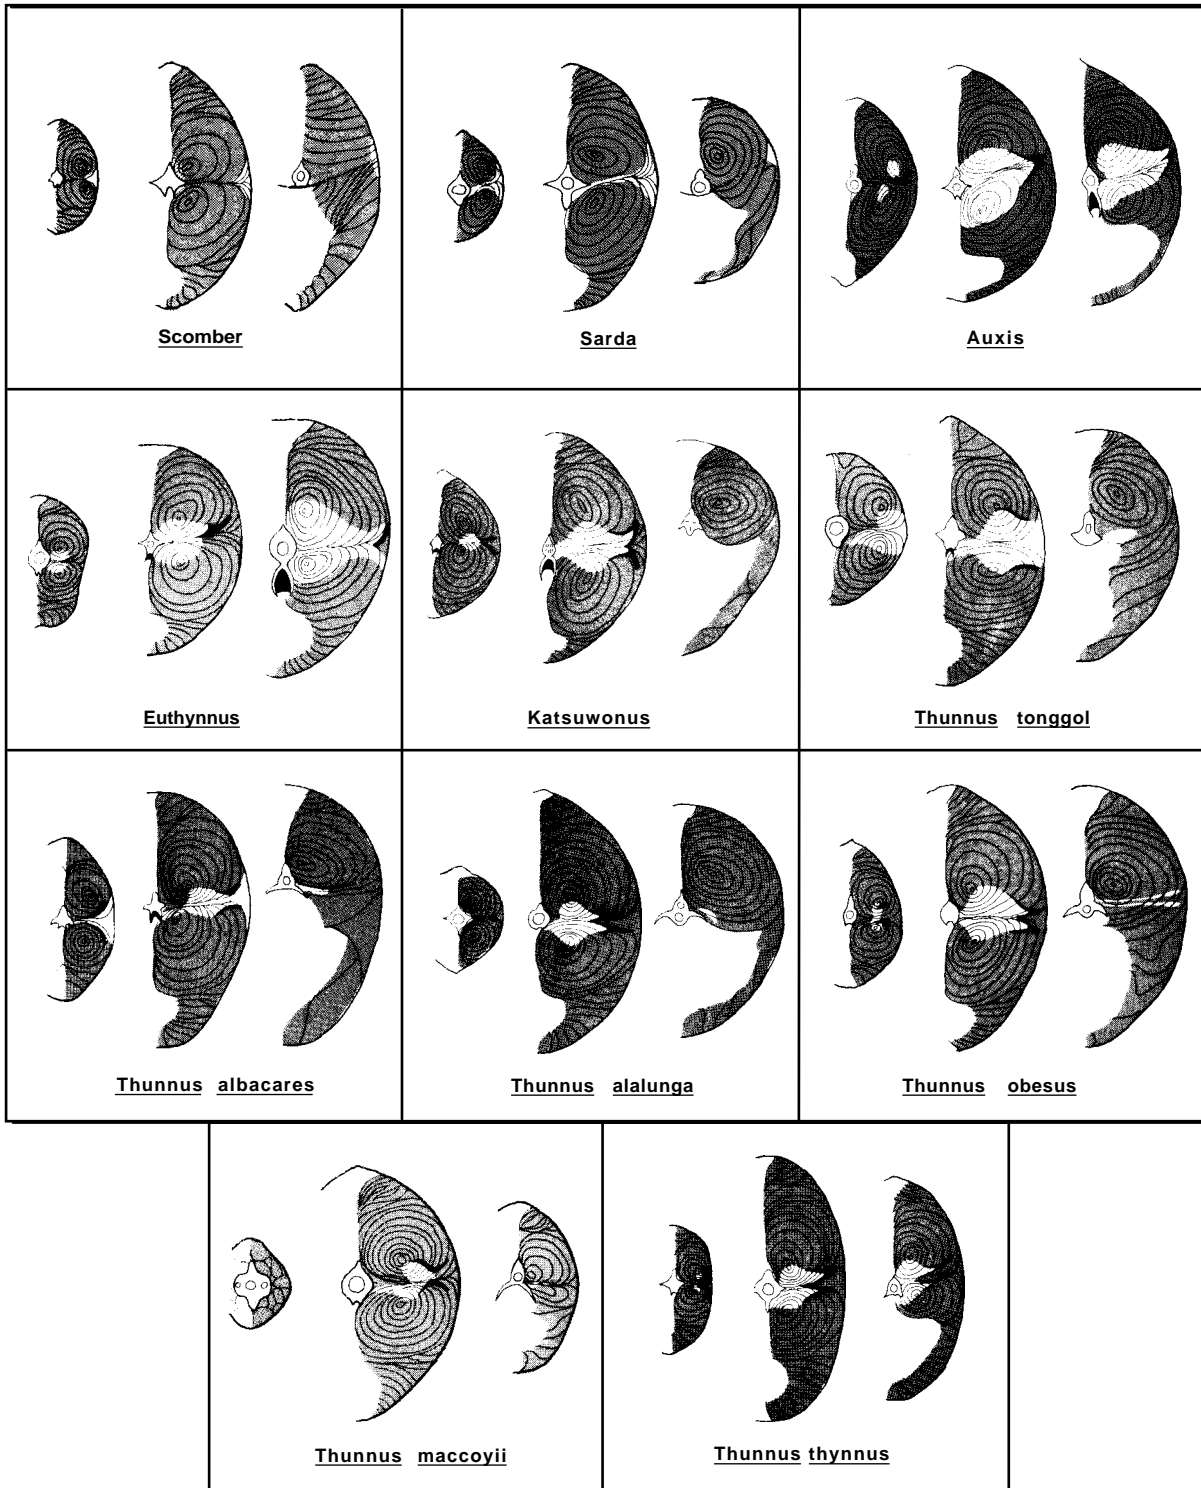 Scomber
Sarda
Auxis
Euthynnus
Katsuwonus
Thunnus tonggol
Thunnus albacares
Thunnus alalunga
Thunnus obesus
Thunnus maccoyii
Thunnus thynnus